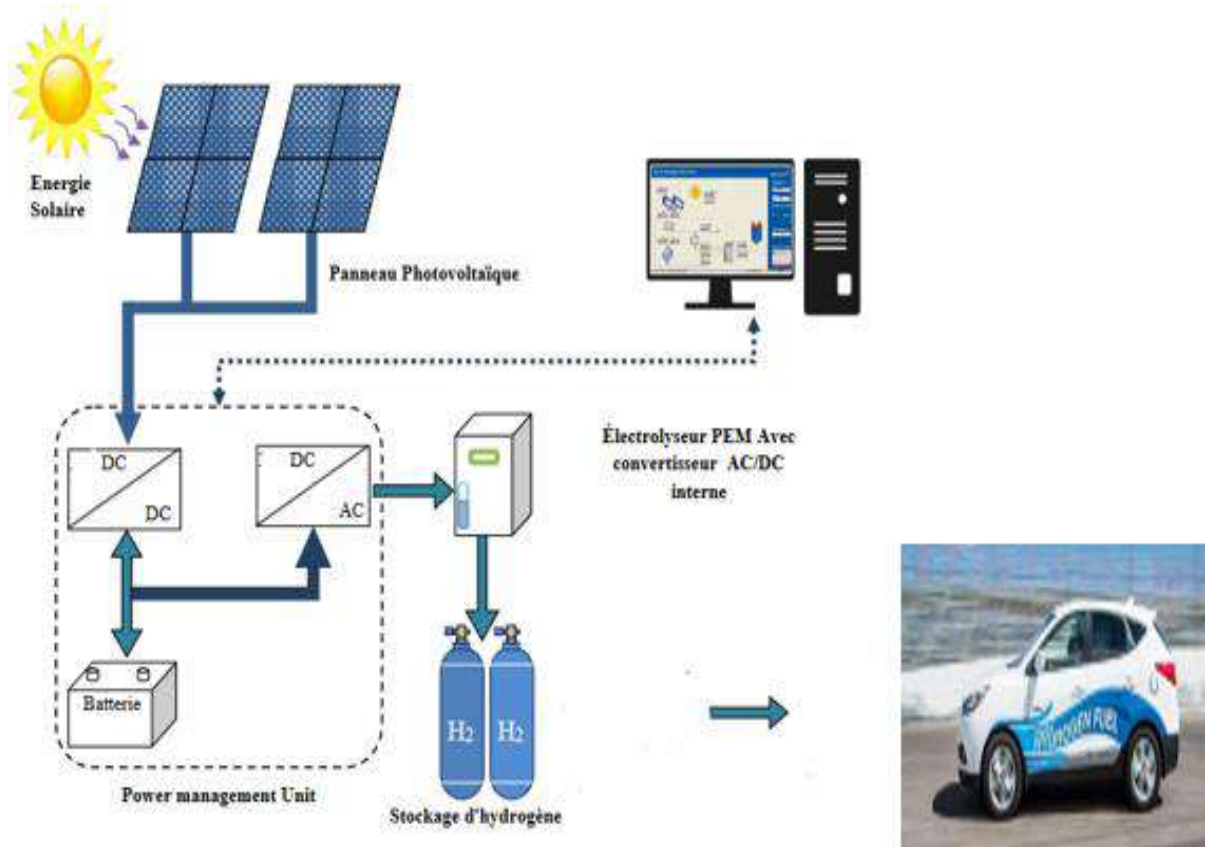 Energie
Solaire
Panneau Photovoltaïque
DC
DC
DC
AC
Électrolyseur PEM Avec
convertisseur AC/DC
interne
Batterie
H2 H2
HYDROGEN FUEL
Power management Unit
Stockage d'hydrogène